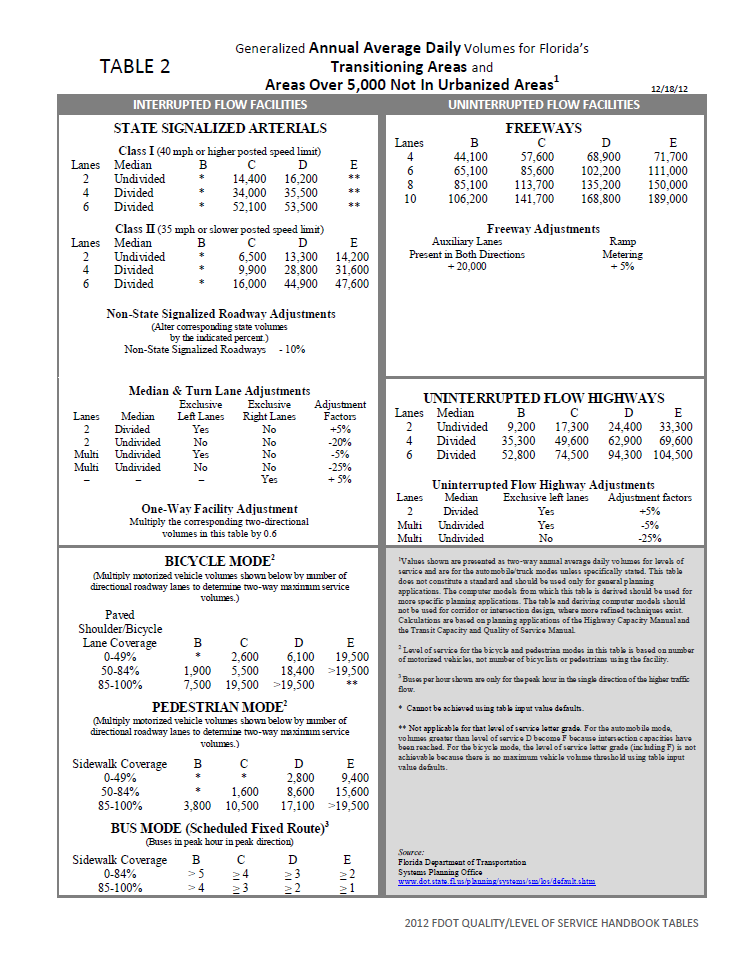 TABLE 2
Generalized Annual Average Daily Volumes for Florida's
Transitioning Areas and
Areas Over 5,000 Not In Urbanized Areas¹
12/18/12
INTERRUPTED FLOW FACILITIES
STATE SIGNALIZED ARTERIALS
Class I (40 mph or higher posted speed limit)
Lanes Median B C D E
2 Undivided * 14,400 16,200 **
4 Divided * 34,000 35,500 **
6 Divided * 52,100 53,500 **
Class II (35 mph or slower posted speed limit)
Lanes Median B C D E
2 Undivided * 6,500 13,300 14,200
4 Divided * 9,900 28,800 31,600
6 Divided * 16,000 44,900 47,600
Non-State Signalized Roadway Adjustments
(Alter corresponding state volumes
by the indicated percent.)
Non-State Signalized Roadways - 10%
Median & Turn Lane Adjustments
Exclusive Exclusive Adjustment
Lanes Median Left Lanes Right Lanes Factors
2 Divided Yes No +5%
2 Undivided No No -20%
Multi Undivided Yes No -5%
Multi Undivided No No -25%
– – – Yes + 5%
One-Way Facility Adjustment
Multiply the corresponding two-directional
volumes in this table by 0.6
BICYCLE MODE²
(Multiply motorized vehicle volumes shown below by number of
directional roadway lanes to determine two-way maximum service
volumes.)
Paved
Shoulder/Bicycle
Lane Coverage B C D E
0-49% * 2,600 6,100 19,500
50-84% 1,900 5,500 18,400 >19,500
85-100% 7,500 19,500 >19,500 **
PEDESTRIAN MODE²
(Multiply motorized vehicle volumes shown below by number of
directional roadway lanes to determine two-way maximum service
volumes.)
Sidewalk Coverage B C D E
0-49% * * 2,800 9,400
50-84% * 1,600 8,600 15,600
85-100% 3,800 10,500 17,100 >19,500
BUS MODE (Scheduled Fixed Route)³
(Buses in peak hour in peak direction)
Sidewalk Coverage B C D E
0-84% > 5 ≥ 4 ≥ 3 ≥ 2
85-100% > 4 ≥ 3 ≥ 2 ≥ 1
UNINTERRUPTED FLOW FACILITIES
FREEWAYS
Lanes B C D E
4 44,100 57,600 68,900 71,700
6 65,100 85,600 102,200 111,000
8 85,100 113,700 135,200 150,000
10 106,200 141,700 168,800 189,000
Freeway Adjustments
Auxiliary Lanes Ramp
Present in Both Directions Metering
+ 20,000 + 5%
UNINTERRUPTED FLOW HIGHWAYS
Lanes Median B C D E
2 Undivided 9,200 17,300 24,400 33,300
4 Divided 35,300 49,600 62,900 69,600
6 Divided 52,800 74,500 94,300 104,500
Uninterrupted Flow Highway Adjustments
Lanes Median Exclusive left lanes Adjustment factors
2 Divided Yes +5%
Multi Undivided Yes -5%
Multi Undivided No -25%
¹Values shown are presented as two-way annual average daily volumes for levels of
service and are for the automobile/truck modes unless specifically stated. This table
does not constitute a standard and should be used only for general planning
applications. The computer models from which this table is derived should be used for
more specific planning applications. The table and deriving computer models should
not be used for corridor or intersection design, where more refined techniques exist.
Calculations are based on planning applications of the Highway Capacity Manual and
the Transit Capacity and Quality of Service Manual.
² Level of service for the bicycle and pedestrian modes in this table is based on number
of motorized vehicles, not number of bicyclists or pedestrians using the facility.
³ Buses per hour shown are only for the peak hour in the single direction of the higher traffic
flow.
* Cannot be achieved using table input value defaults.
** Not applicable for that level of service letter grade. For the automobile mode,
volumes greater than level of service D become F because intersection capacities have
been reached. For the bicycle mode, the level of service letter grade (including F) is not
achievable because there is no maximum vehicle volume threshold using table input
value defaults.
Source:
Florida Department of Transportation
Systems Planning Office
www.dot.state.fl.us/planning/systems/sm/los/default.shtm
2012 FDOT QUALITY/LEVEL OF SERVICE HANDBOOK TABLES